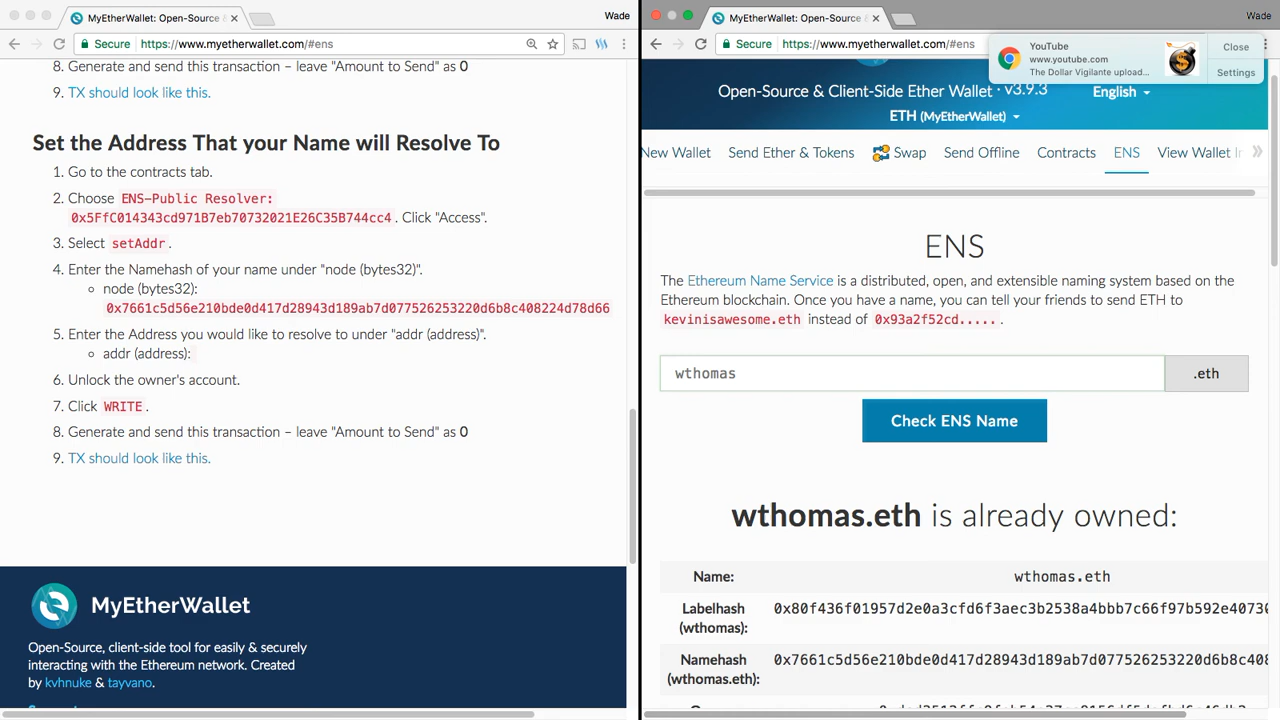 MyEtherWallet: Open-Source &
Wade
Secure
https://www.myetherwallet.com/#ens
8. Generate and send this transaction – leave "Amount to Send" as 0
9. TX should look like this.
Set the Address That your Name will Resolve To
1. Go to the contracts tab.
2. Choose ENS-Public Resolver:
0x5FfC014343cd971B7eb70732021E26C35B744cc4. Click "Access".
3. Select setAddr.
4. Enter the Namehash of your name under "node (bytes32)".
node (bytes32):
0x7661c5d56e210bde0d417d28943d189ab7d077526253220d6b8c408224d78d66
5. Enter the Address you would like to resolve to under "addr (address)".
addr (address):
6. Unlock the owner's account.
7. Click WRITE.
8. Generate and send this transaction – leave "Amount to Send" as 0
9. TX should look like this.
MyEtherWallet
Open-Source, client-side tool for easily & securely
interacting with the Ethereum network. Created
by kvhnuke & tayvano.
MyEtherWallet: Open-Source
Wade
Secure
https://www.myetherwallet.com/#ens
YouTube
www.youtube.com
The Dollar Vigilante upload...
Close
Settings
Open-Source & Client-Side Ether Wallet · v3.9.3
English
ETH (MyEtherWallet)
New Wallet Send Ether & Tokens Swap Send Offline Contracts ENS View Wallet »
ENS
The Ethereum Name Service is a distributed, open, and extensible naming system based on the
Ethereum blockchain. Once you have a name, you can tell your friends to send ETH to
kevinisawesome.eth instead of 0x93a2f52cd......
wthomas
.eth
Check ENS Name
wthomas.eth is already owned:
Name: wthomas.eth
Labelhash
(wthomas):
0x80f436f01957d2e0a3cfd6f3aec3b2538a4bbb7c66f97b592e40730
Namehash
(wthomas.eth):
0x7661c5d56e210bde0d417d28943d189ab7d077526253220d6b8c408